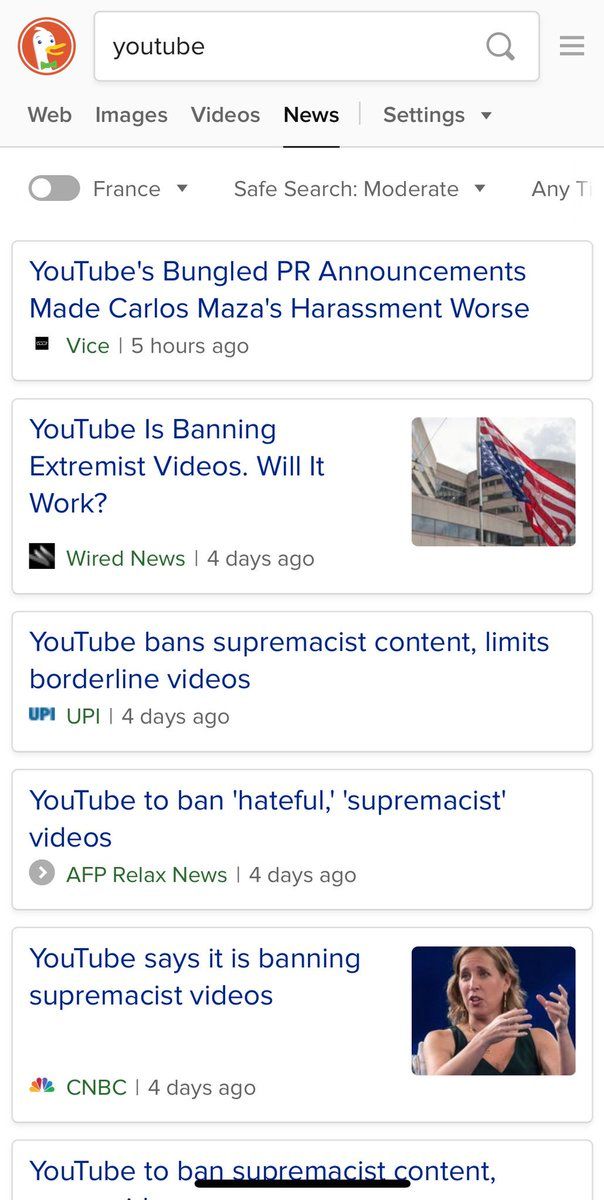 youtube
Web Images Videos News Settings
France Safe Search: Moderate Any Ti
YouTube's Bungled PR Announcements
Made Carlos Maza's Harassment Worse
Vice | 5 hours ago
YouTube Is Banning
Extremist Videos. Will It
Work?
Wired News | 4 days ago
YouTube bans supremacist content, limits
borderline videos
UPI UPI | 4 days ago
YouTube to ban 'hateful,' 'supremacist'
videos
AFP Relax News | 4 days ago
YouTube says it is banning
supremacist videos
CNBC | 4 days ago
YouTube to ban supremacist content,